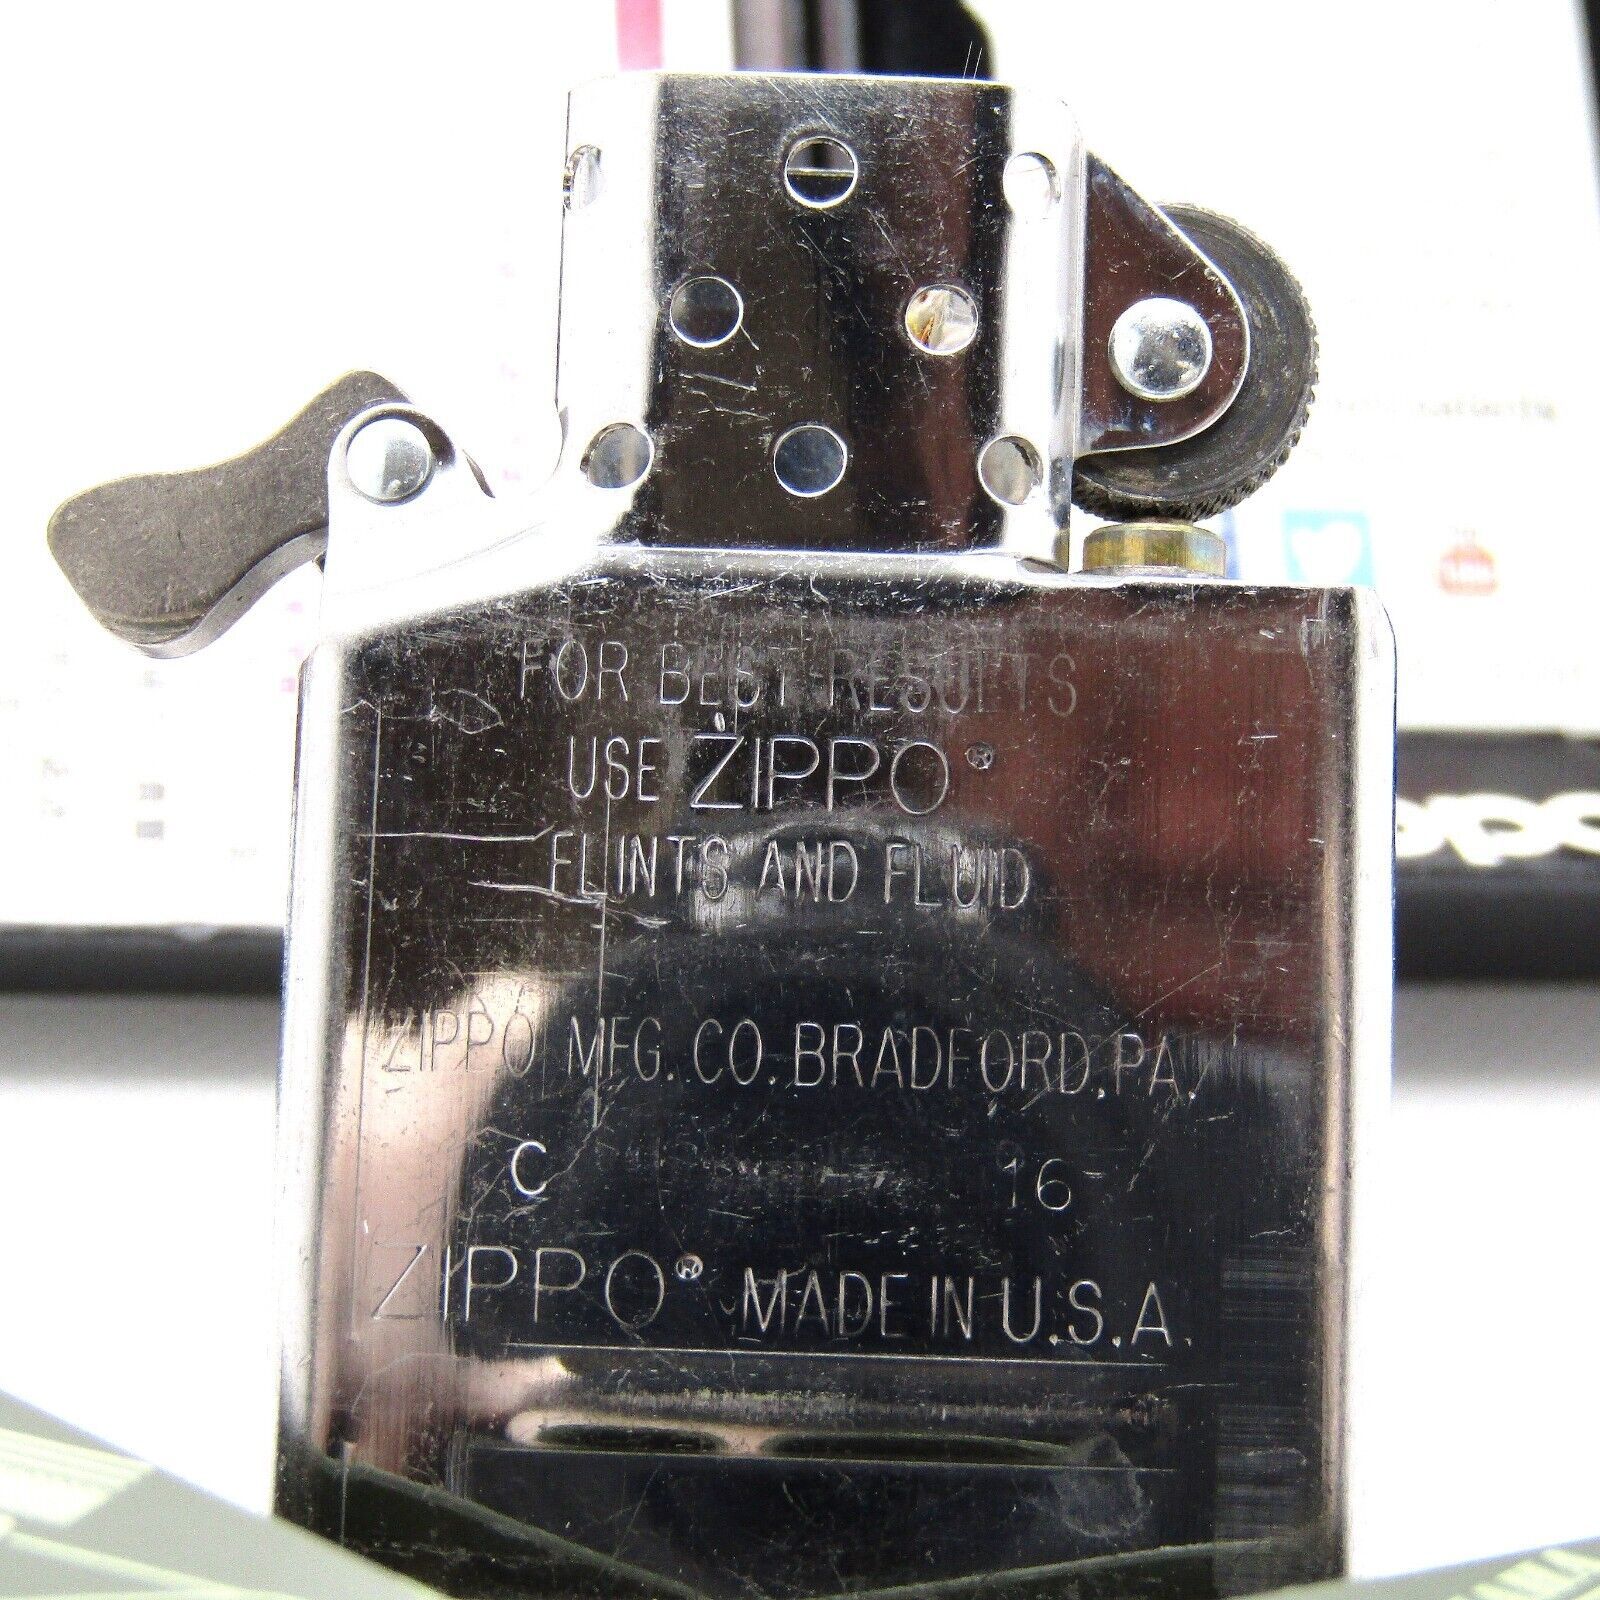 FOR BEST RESULTS
USE ZIPPO®
FLINTS AND FLUID
ZIPPO MFG. CO. BRADFORD, PA.
C 16
ZIPPO® MADE IN U.S.A.